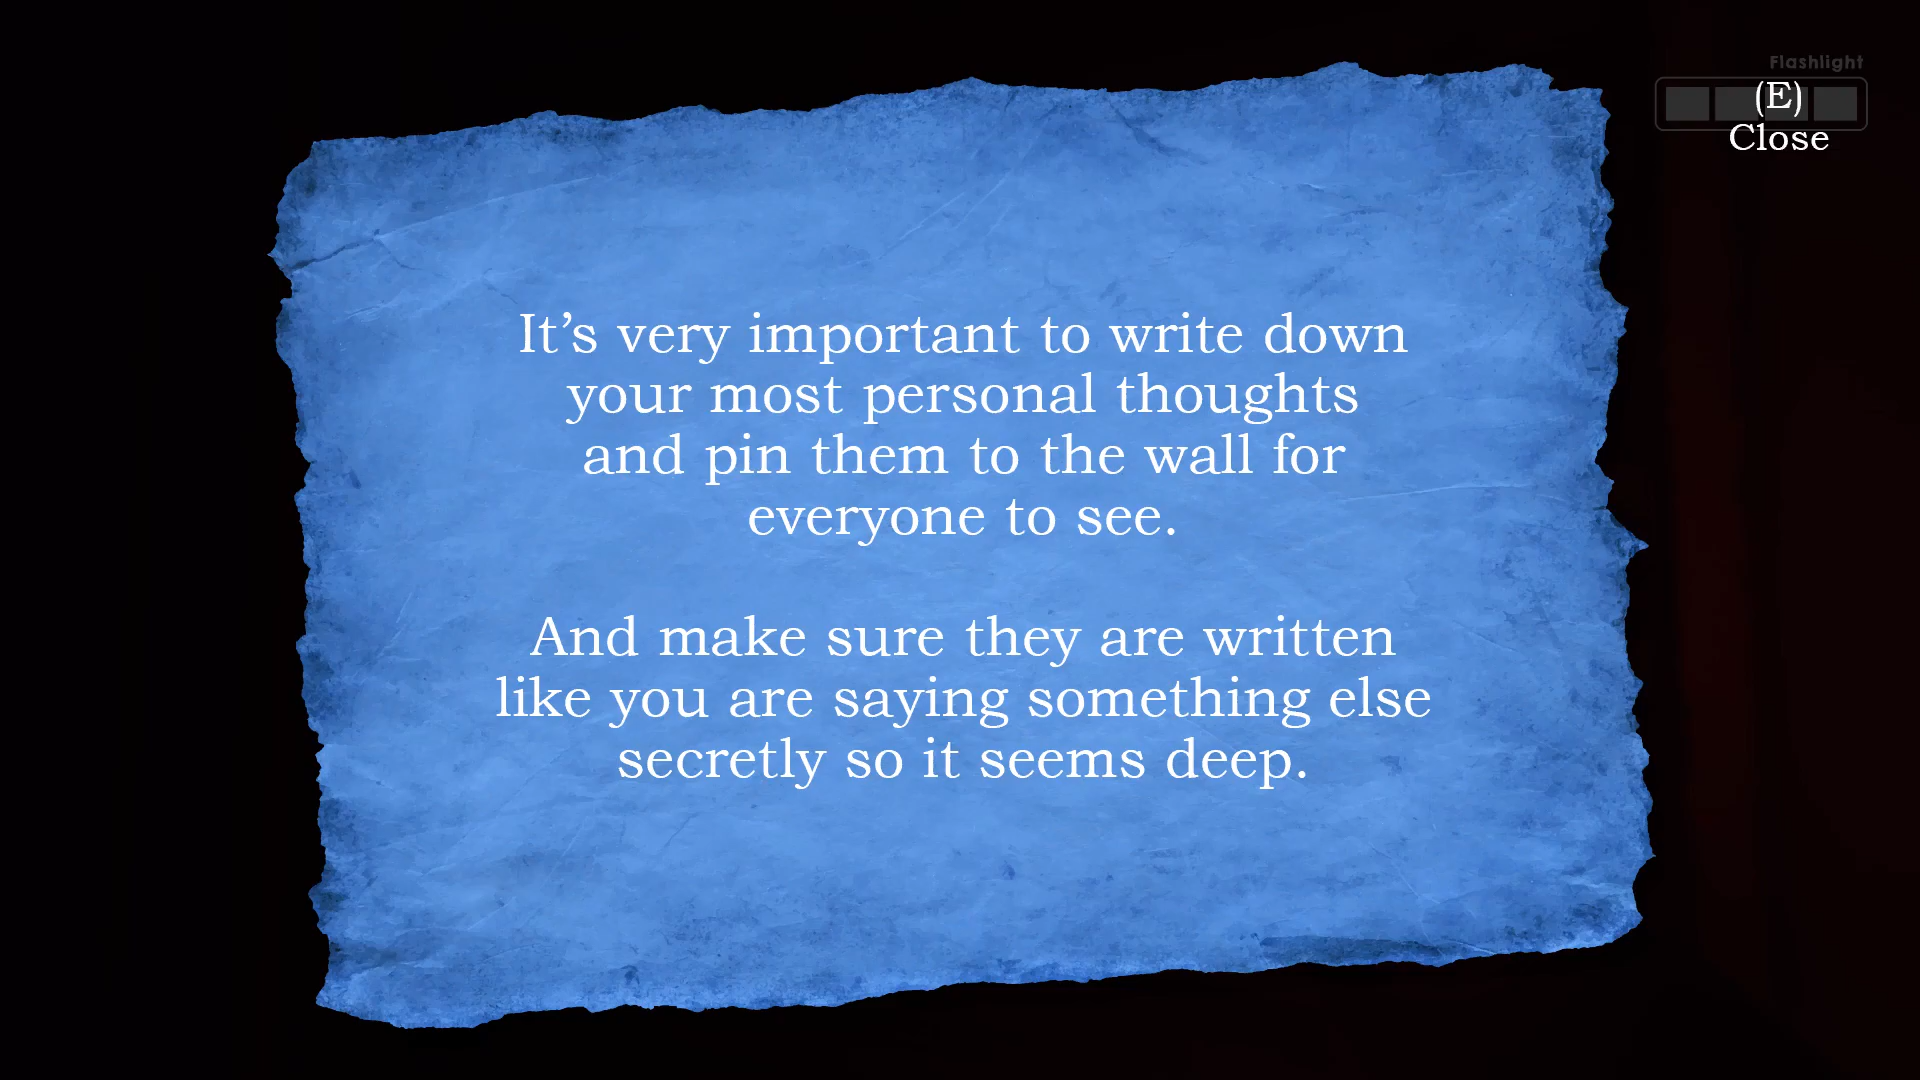 Flashlight
(E)
Close
It’s very important to write down
your most personal thoughts
and pin them to the wall for
everyone to see.
And make sure they are written
like you are saying something else
secretly so it seems deep.